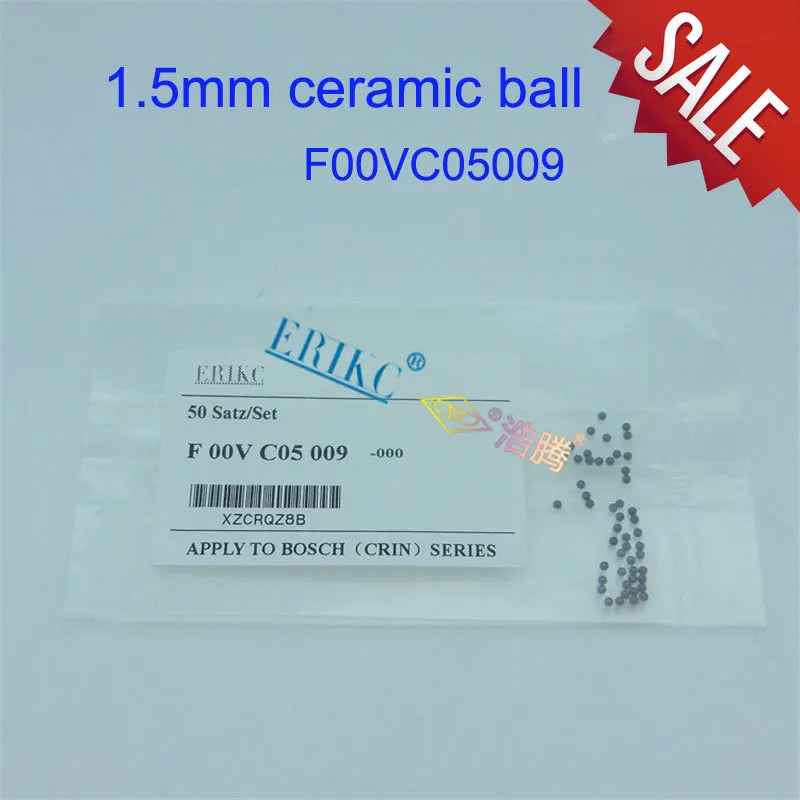 1.5mm ceramic ball
F00VC05009
SALE
ERIKC®
ERIKC
50 Satz/Set
F 00V C05 009 -000
XZCRQZ8B
APPLY TO BOSCH（CRIN）SERIES
®浩腾®